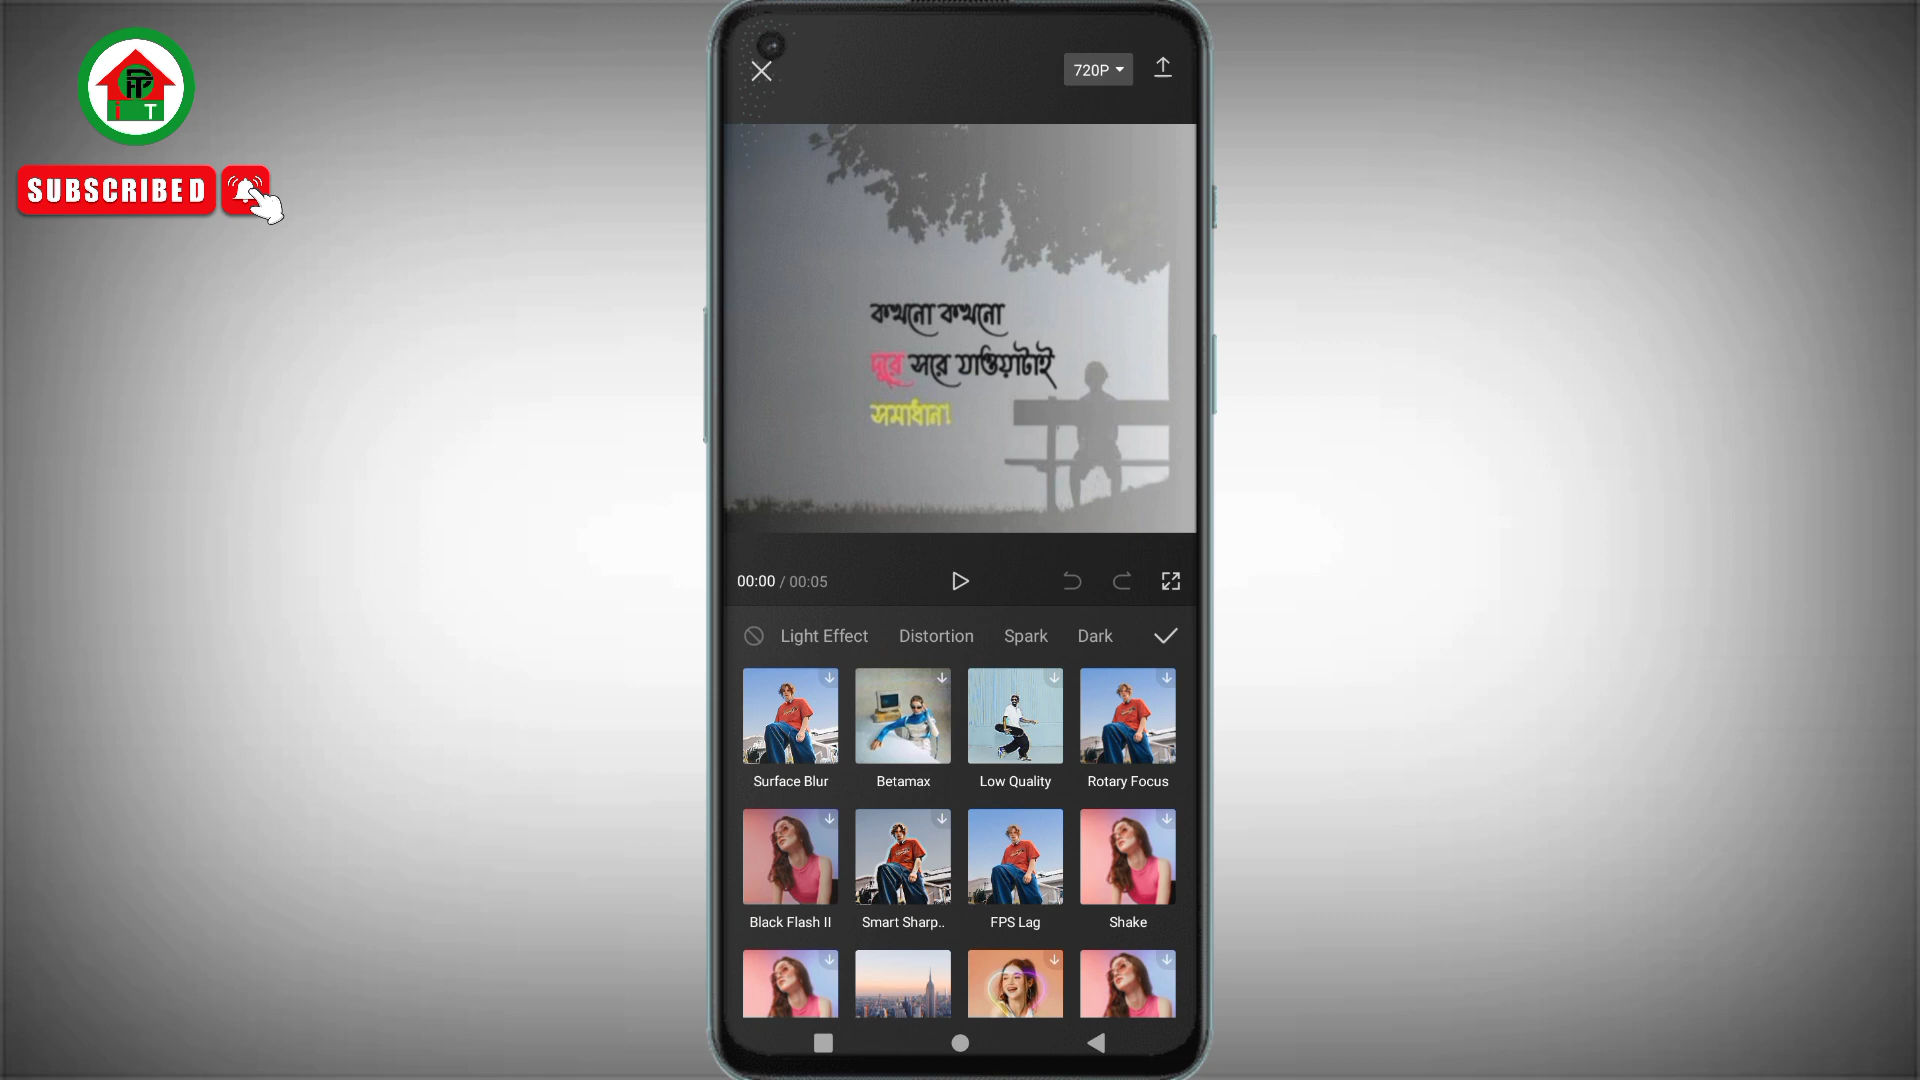 PT
i T
SUBSCRIBED
720P
কখনো কখনো
দূরে সরে যাওয়াটাই
সমাধান!
00:00 / 00:05
Light Effect Distortion Spark Dark
Surface Blur Betamax Low Quality Rotary Focus
Black Flash II Smart Sharp.. FPS Lag Shake